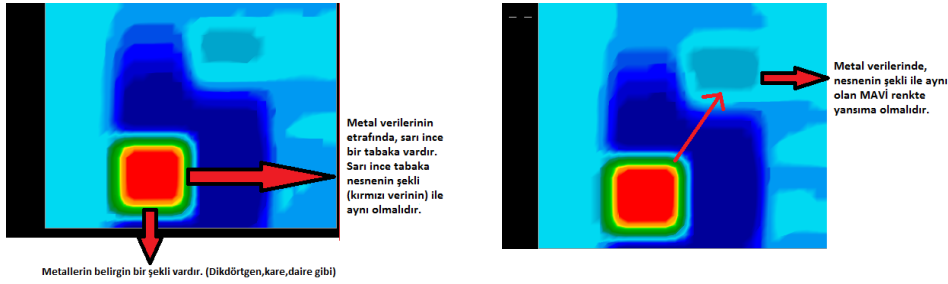 Metal verilerinin
etrafında, sarı ince
bir tabaka vardır.
Sarı ince tabaka
nesnenin şekli
(kırmızı verinin) ile
aynı olmalıdır.
Metallerin belirgin bir şekli vardır. (Dikdörtgen,kare,daire gibi)
Metal verilerinde,
nesnenin şekli ile aynı
olan MAVİ renkte
yansıma olmalıdır.